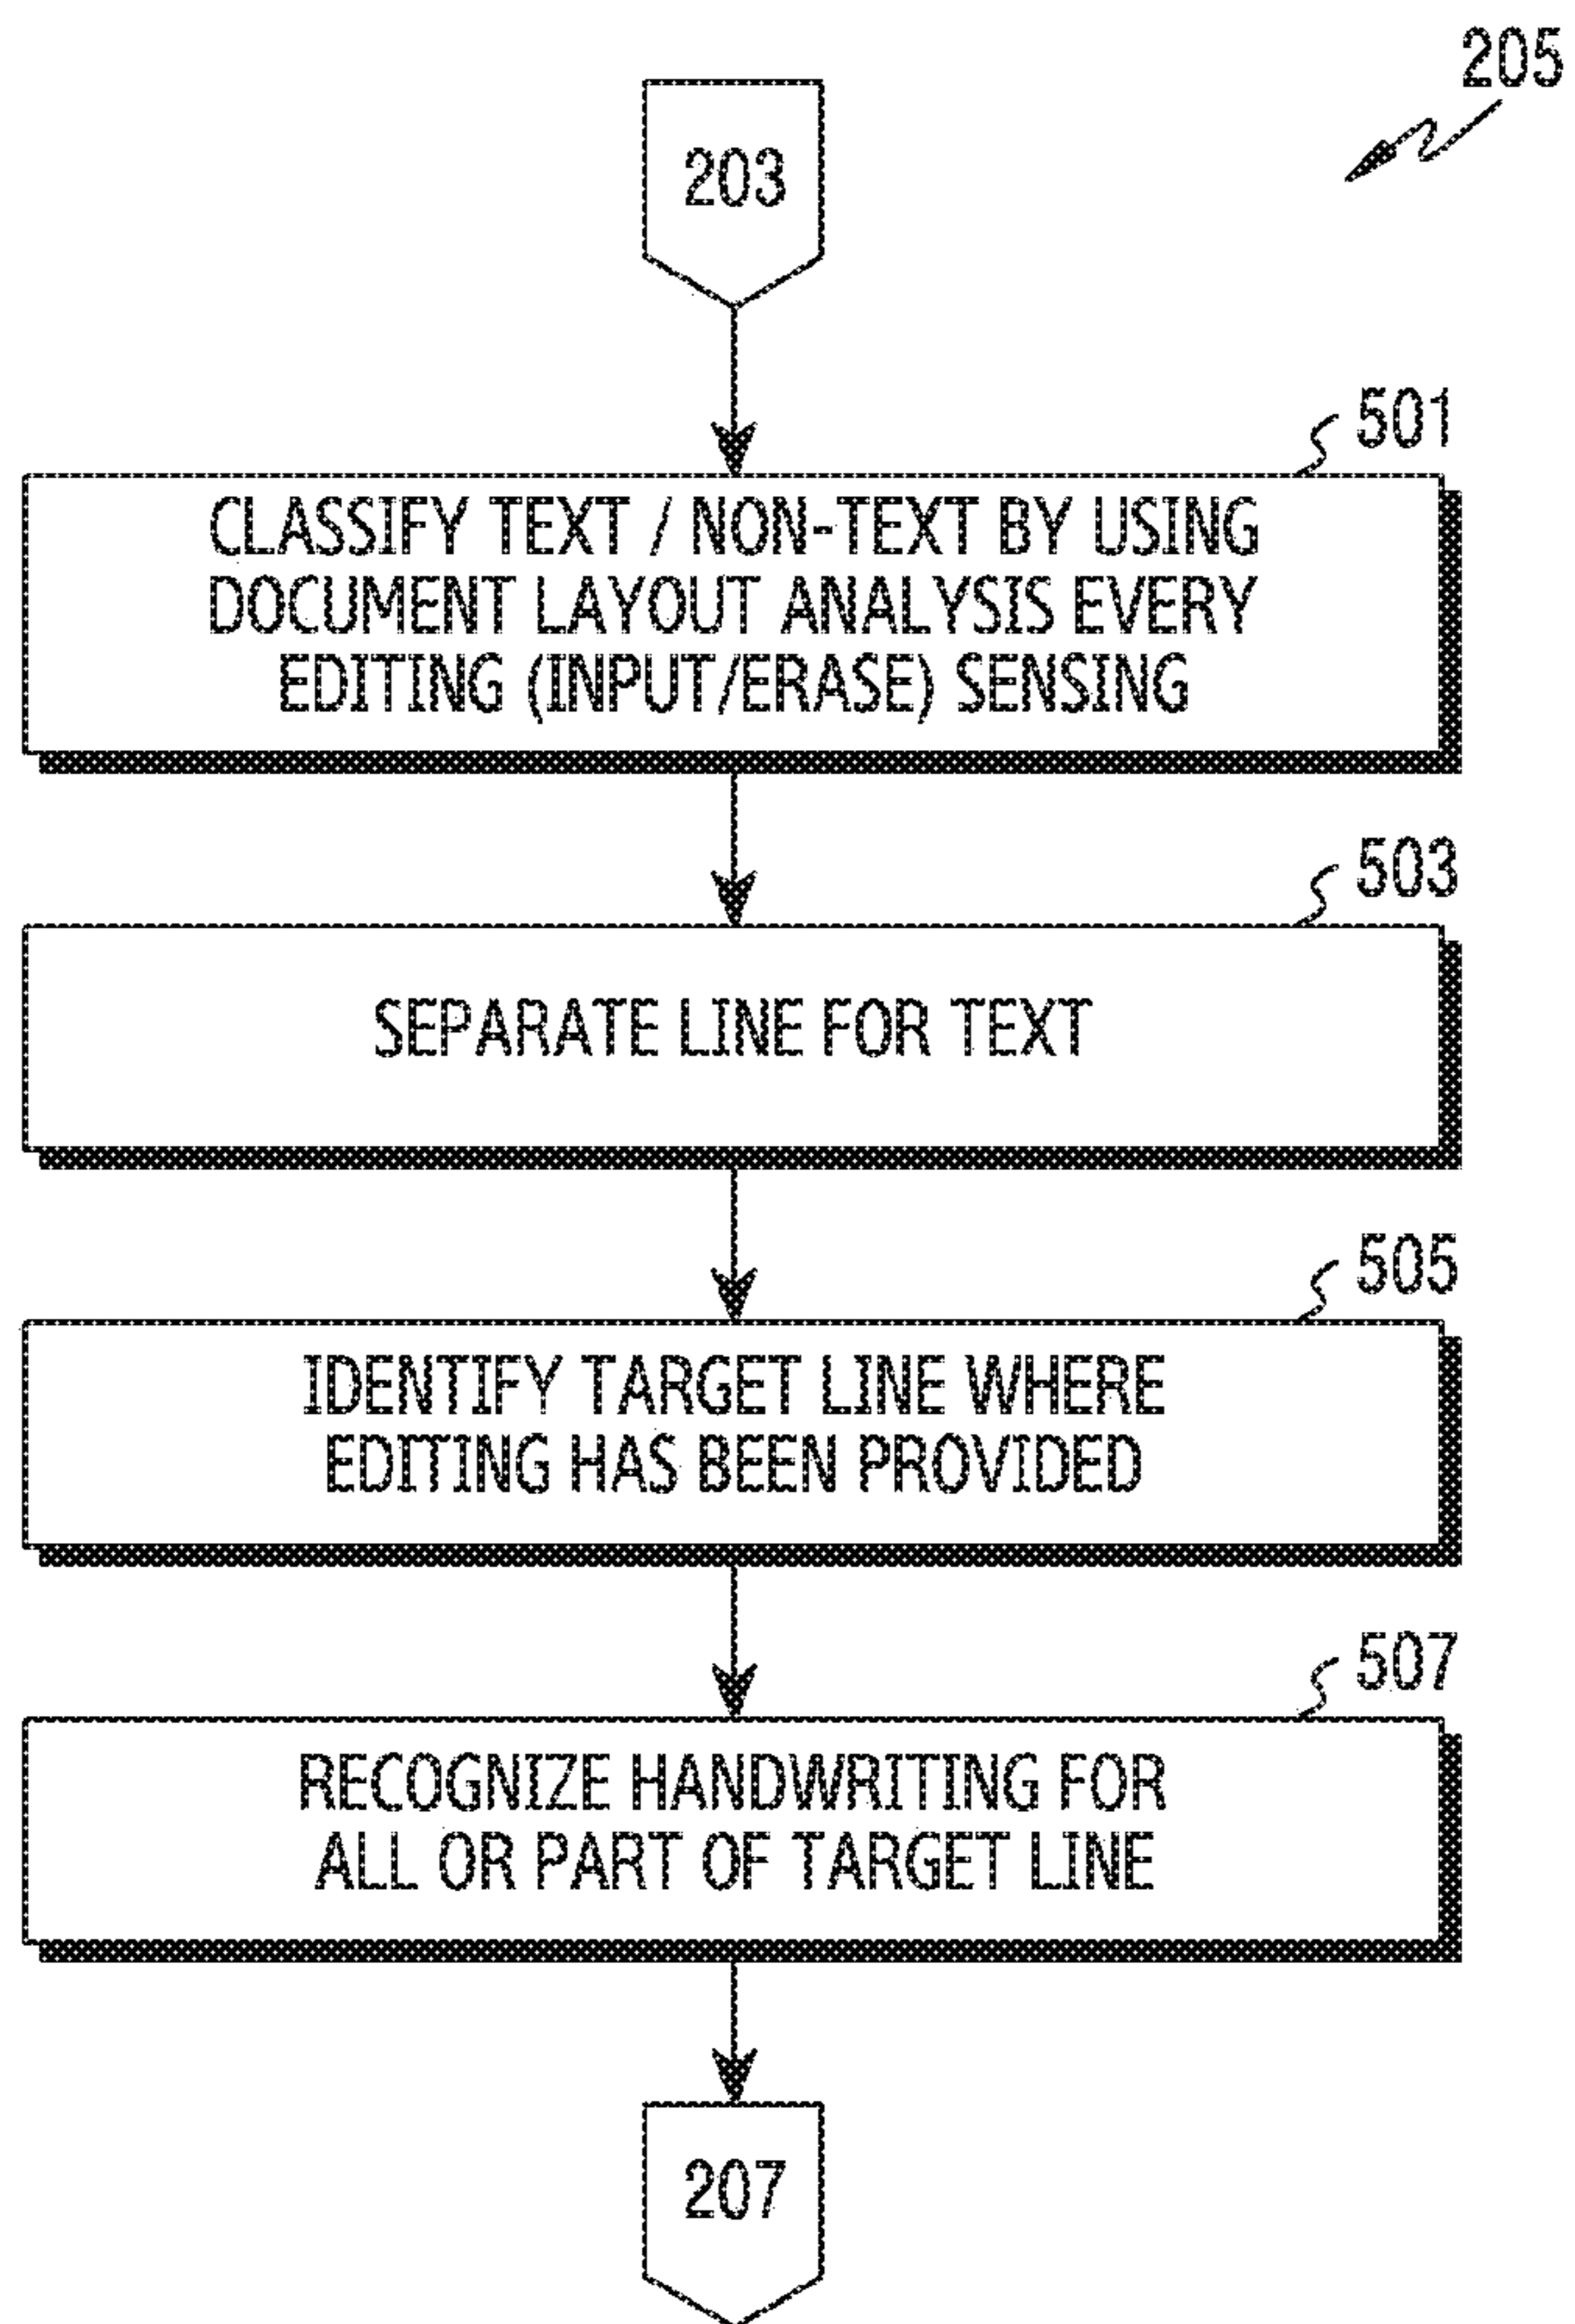 205
203
501
CLASSIFY TEXT / NON-TEXT BY USING
DOCUMENT LAYOUT ANALYSIS EVERY
EDITING (INPUT/ERASE) SENSING
503
SEPARATE LINE FOR TEXT
505
IDENTIFY TARGET LINE WHERE
EDITING HAS BEEN PROVIDED
507
RECOGNIZE HANDWRITING FOR
ALL OR PART OF TARGET LINE
207